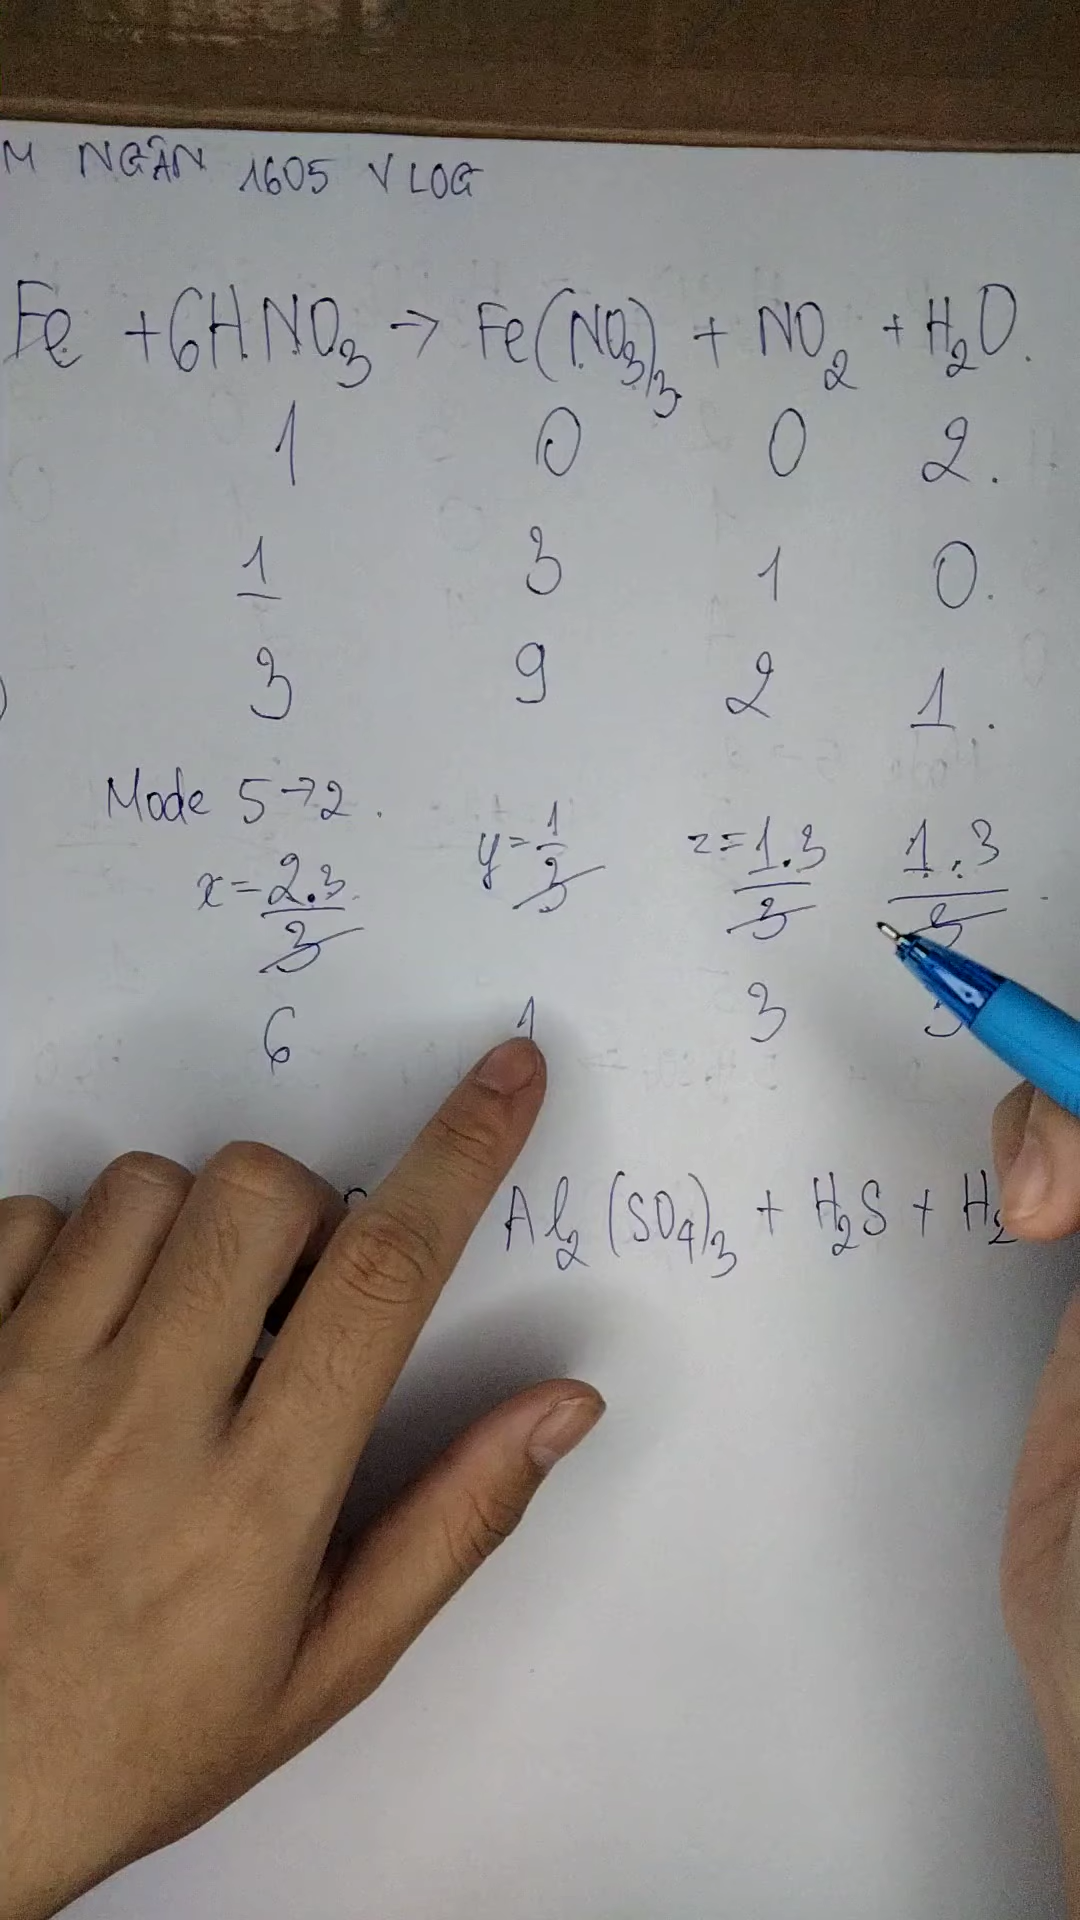 M NGÂN 1605 VLOG
Fe + 6HNO₃ → Fe(NO₃)₃ + NO₂ + H₂O.
1 0 0 2.
1 3 1 0.
3 9 2 1.
Mode 5→2.
x = 2.3/3 y = 1/3 z = 1.3/3 1.3/3
6 1 3 3
Al₂(SO₄)₃ + H₂S + H₂